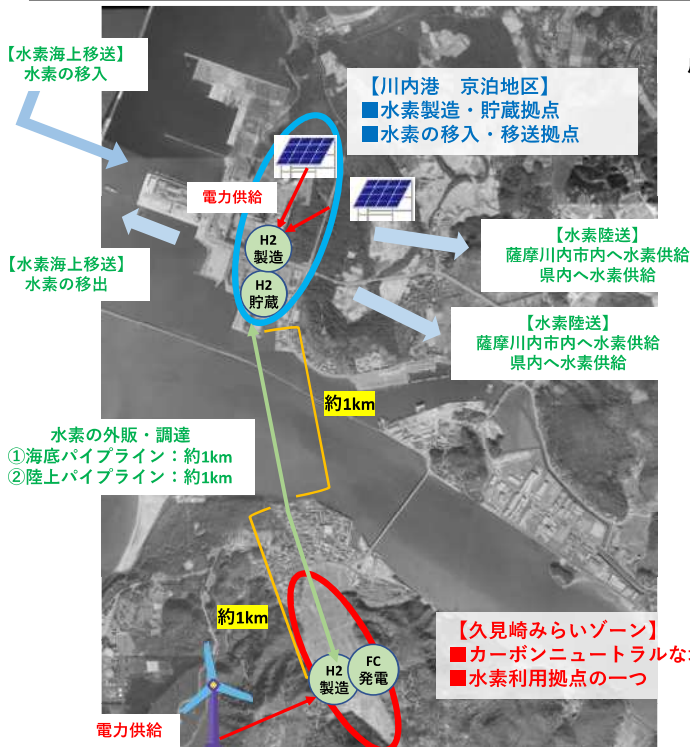 【水素海上移送】
水素の移入
【川内港　京泊地区】
■水素製造・貯蔵拠点
■水素の移入・移送拠点
電力供給
H2
製造
H2
貯蔵
【水素海上移送】
水素の移出
【水素陸送】
薩摩川内市内へ水素供給
県内へ水素供給
【水素陸送】
薩摩川内市内へ水素供給
県内へ水素供給
約1km
水素の外販・調達
①海底パイプライン：約1km
②陸上パイプライン：約1km
約1km
【久見崎みらいゾーン】
■カーボンニュートラルな
■水素利用拠点の一つ
H2
製造
FC
発電
電力供給